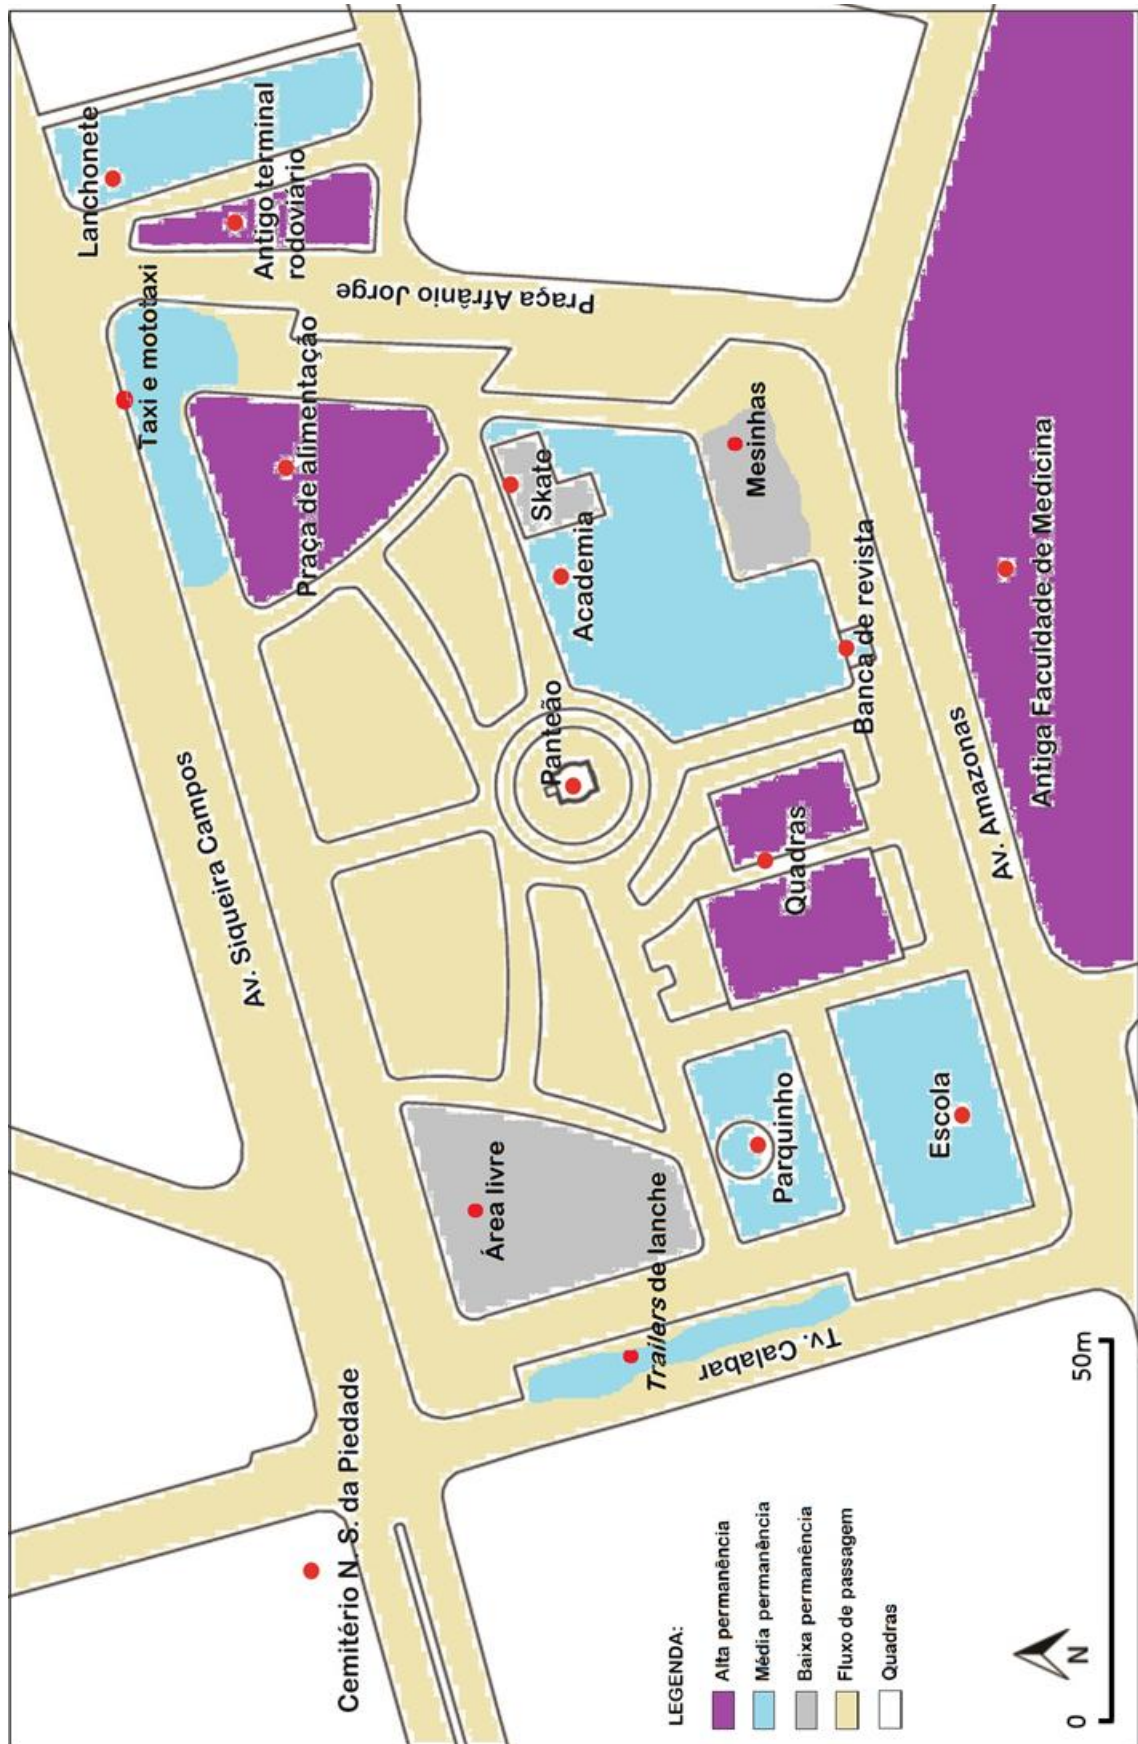 Lanchonete
Antigo terminal
rodoviário
Taxi e mototaxi
Praça Afrânio Jorge
Praça de alimentação
Skate
Academia
Mesinhas
Banca de revista
Antiga Faculdade de Medicina
Panteão
Quadras
Av. Amazonas
Av. Siqueira Campos
Parquinho
Escola
Área livre
Trailers de lanche
Tv. Calabar
Cemitério N. S. da Piedade
LEGENDA:
Alta permanência
Média permanência
Baixa permanência
Fluxo de passagem
Quadras
N
0 50m